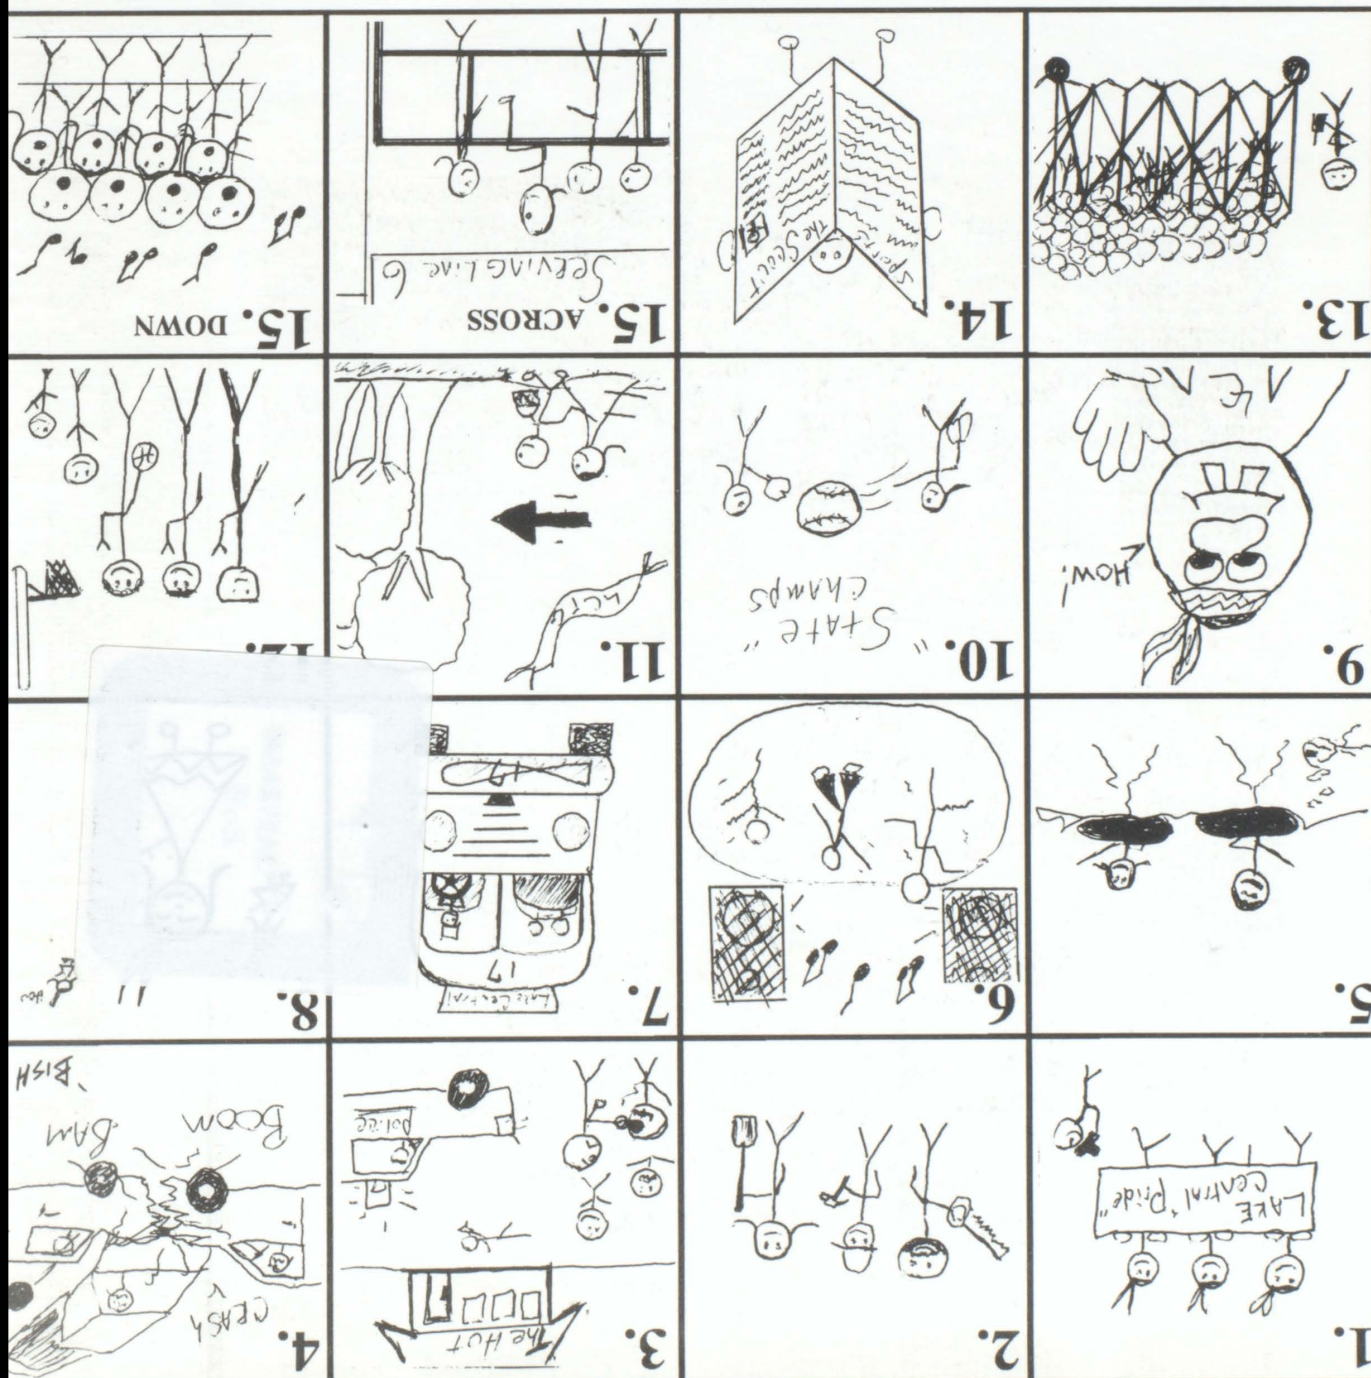 1.
LAKE
Central "Pride"
2.
3.
The HUT
police
4.
CRASH
BOOM
BAM
BISH
5.
6.
7.
Lake Central
17
17
8.
9.
HOW!
10.
"STATE"
Champs
11.
12.
13.
14.
The Scout
15. ACROSS
Serving Line 6
15. DOWN